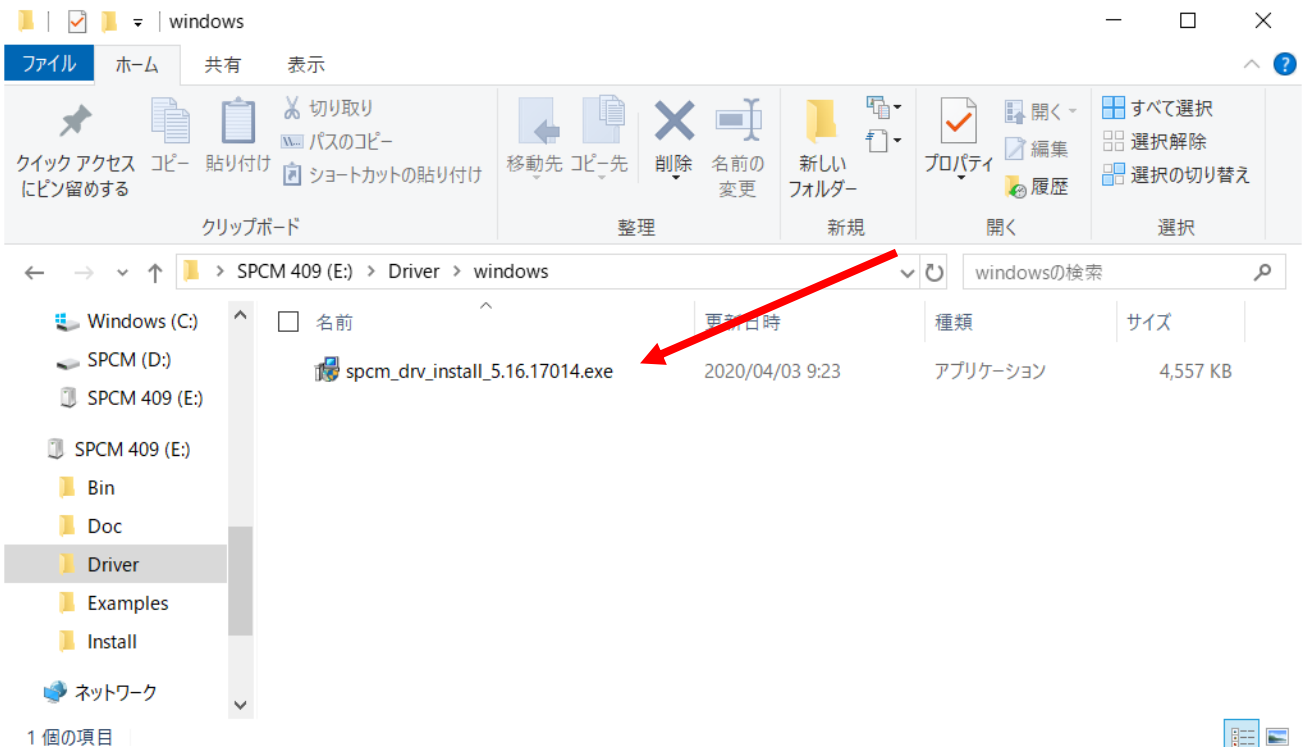 windows
ファイル ホーム 共有 表示
クイック アクセス
にピン留めする
コピー
貼り付け
切り取り
パスのコピー
ショートカットの貼り付け
クリップボード
移動先
コピー先
削除
名前の
変更
整理
新しい
フォルダー
新規
プロパティ
開く
編集
履歴
開く
すべて選択
選択解除
選択の切り替え
選択
SPCM 409 (E:) > Driver > windows
windowsの検索
Windows (C:)
SPCM (D:)
SPCM 409 (E:)
SPCM 409 (E:)
Bin
Doc
Driver
Examples
Install
ネットワーク
名前 更新日時 種類 サイズ
spcm_drv_install_5.16.17014.exe 2020/04/03 9:23 アプリケーション 4,557 KB
1 個の項目